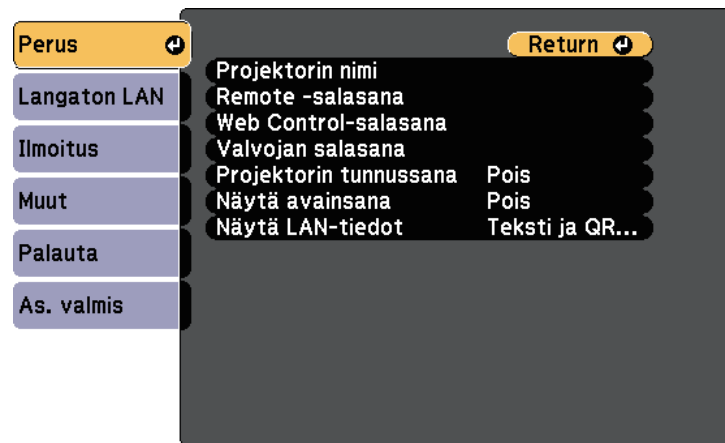 Perus
Langaton LAN
Ilmoitus
Muut
Palauta
As. valmis
Return
Projektorin nimi
Remote -salasana
Web Control-salasana
Valvojan salasana
Projektorin tunnussana Pois
Näytä avainsana Pois
Näytä LAN-tiedot Teksti ja QR...